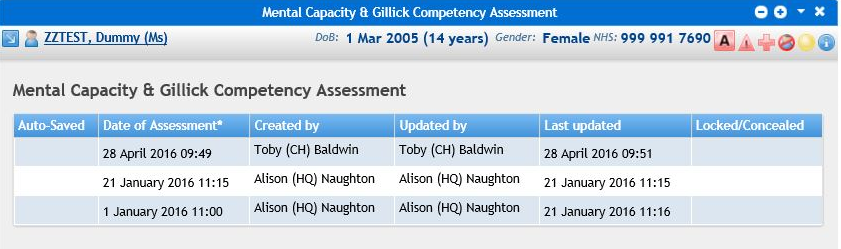 Mental Capacity & Gillick Competency Assessment
ZZTEST, Dummy (Ms) DoB: 1 Mar 2005 (14 years) Gender: Female NHS: 999 991 7690 A
Mental Capacity & Gillick Competency Assessment
Auto-Saved Date of Assessment* Created by Updated by Last updated Locked/Concealed
28 April 2016 09:49 Toby (CH) Baldwin Toby (CH) Baldwin 28 April 2016 09:51
21 January 2016 11:15 Alison (HQ) Naughton Alison (HQ) Naughton 21 January 2016 11:15
1 January 2016 11:00 Alison (HQ) Naughton Alison (HQ) Naughton 21 January 2016 11:16